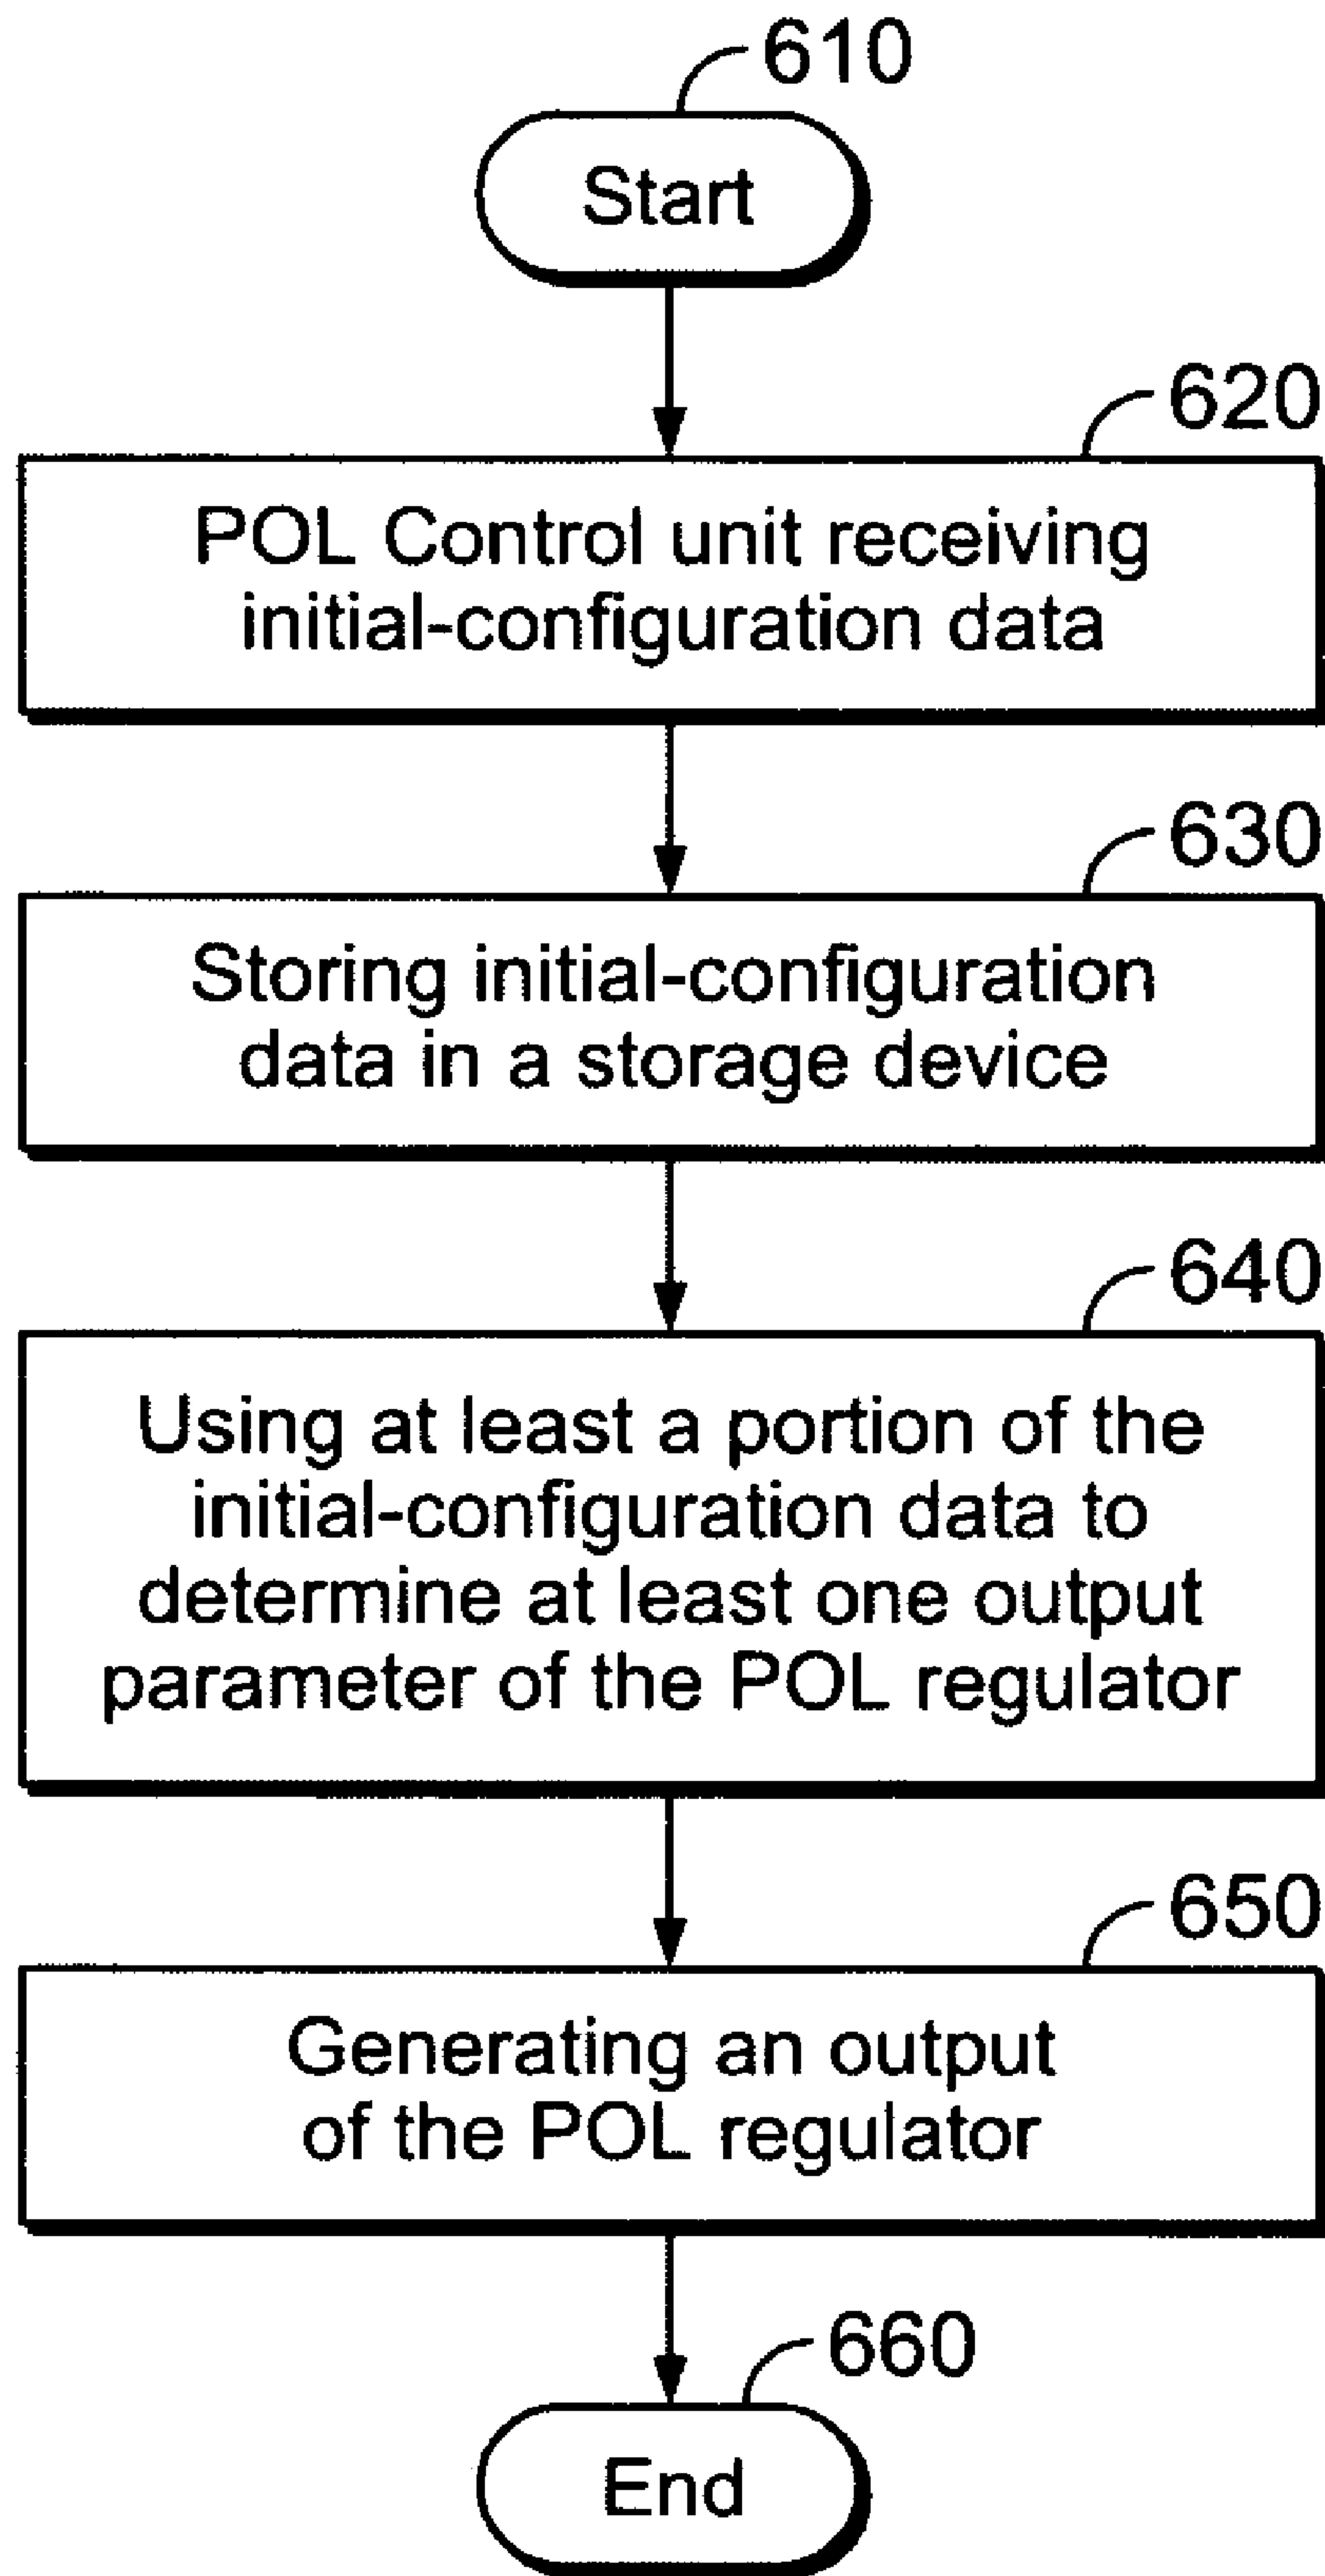 610
Start
620
POL Control unit receiving
initial-configuration data
630
Storing initial-configuration
data in a storage device
640
Using at least a portion of the
initial-configuration data to
determine at least one output
parameter of the POL regulator
650
Generating an output
of the POL regulator
660
End